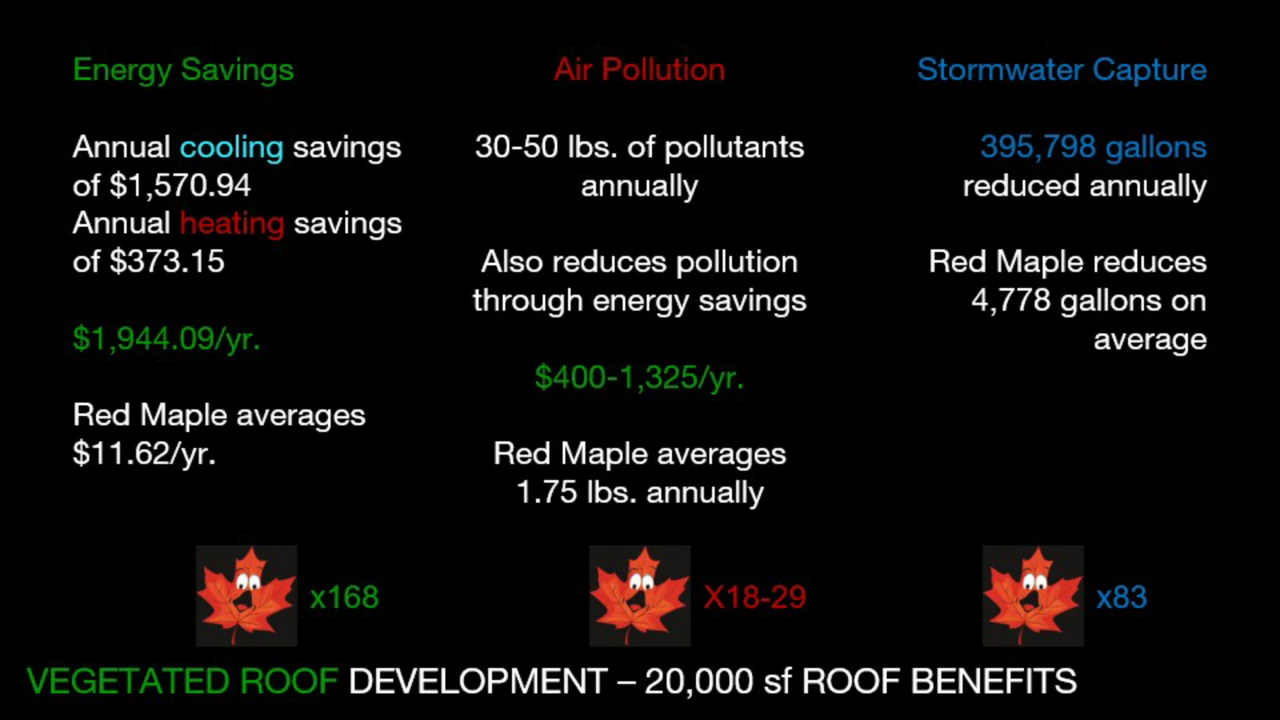 Energy Savings
Annual cooling savings
of $1,570.94
Annual heating savings
of $373.15
$1,944.09/yr.
Red Maple averages
$11.62/yr.
x168
Air Pollution
30-50 lbs. of pollutants
annually
Also reduces pollution
through energy savings
$400-1,325/yr.
Red Maple averages
1.75 lbs. annually
X18-29
Stormwater Capture
395,798 gallons
reduced annually
Red Maple reduces
4,778 gallons on
average
x83
VEGETATED ROOF DEVELOPMENT – 20,000 sf ROOF BENEFITS